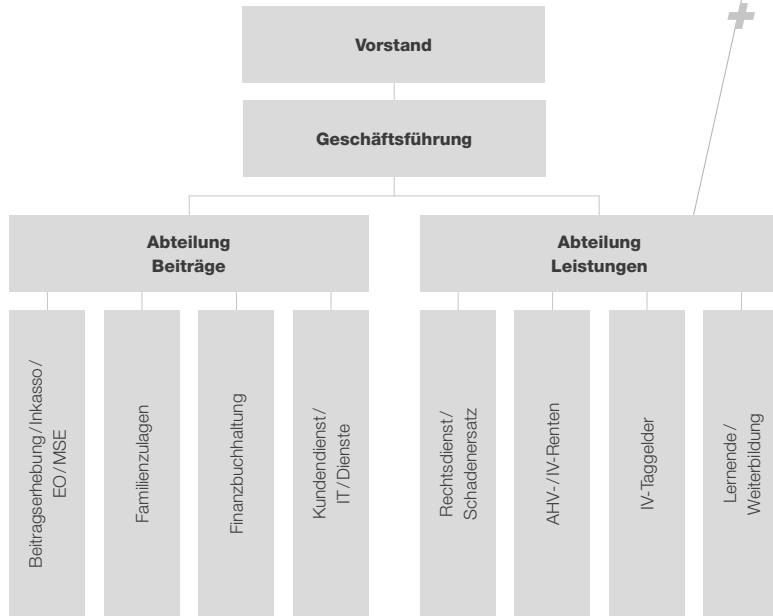 Vorstand
Geschäftsführung
Abteilung
Beiträge
Abteilung
Leistungen
Beitragserhebung / Inkasso /
EO / MSE
Familienzulagen
Finanzbuchhaltung
Kundendienst /
IT / Dienste
Rechtsdienst /
Schadenersatz
AHV- / IV-Renten
IV-Taggelder
Lernende /
Weiterbildung